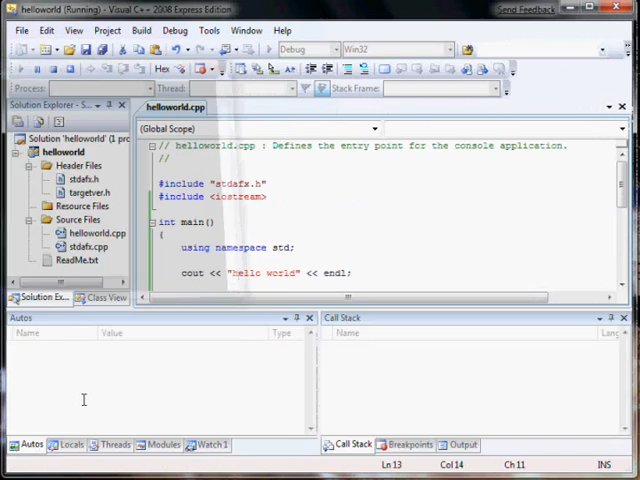 helloworld (Running) - Visual C++ 2008 Express Edition
Send Feedback
File Edit View Project Build Debug Tools Window Help
Debug Win32
Hex
Process: Thread: Stack Frame:
Solution Explorer - S...
helloworld.cpp
(Global Scope)
Solution 'helloworld' (1 proj
helloworld
Header Files
stdafx.h
targetver.h
Resource Files
Source Files
helloworld.cpp
stdafx.cpp
ReadMe.txt
// helloworld.cpp : Defines the entry point for the console application.
//
#include "stdafx.h"
#include <iostream>
int main()
{
using namespace std;
cout << "hello world" << endl;
Solution Ex... Class View
Autos
Name Value Type
Call Stack
Name Lang
Autos Locals Threads Modules Watch 1
Call Stack Breakpoints Output
Ln 13 Col 14 Ch 11 INS